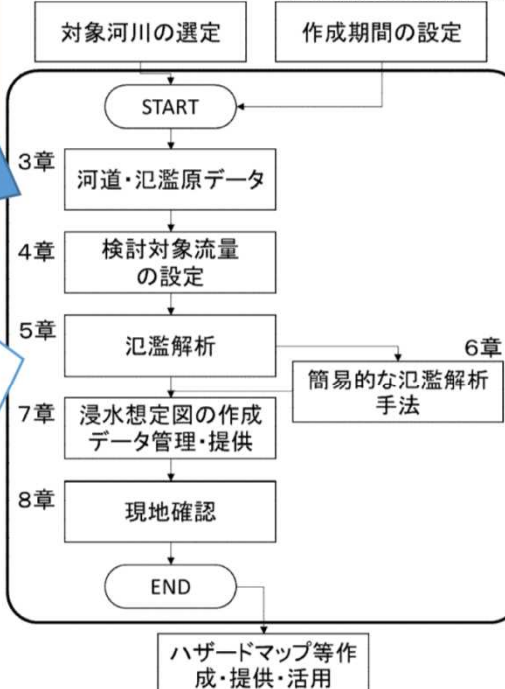 対象河川の選定
作成期間の設定
START
3章
河道・氾濫原データ
4章
検討対象流量
の設定
5章
氾濫解析
6章
簡易的な氾濫解析
手法
7章
浸水想定図の作成
データ管理・提供
8章
現地確認
END
ハザードマップ等作
成・提供・活用